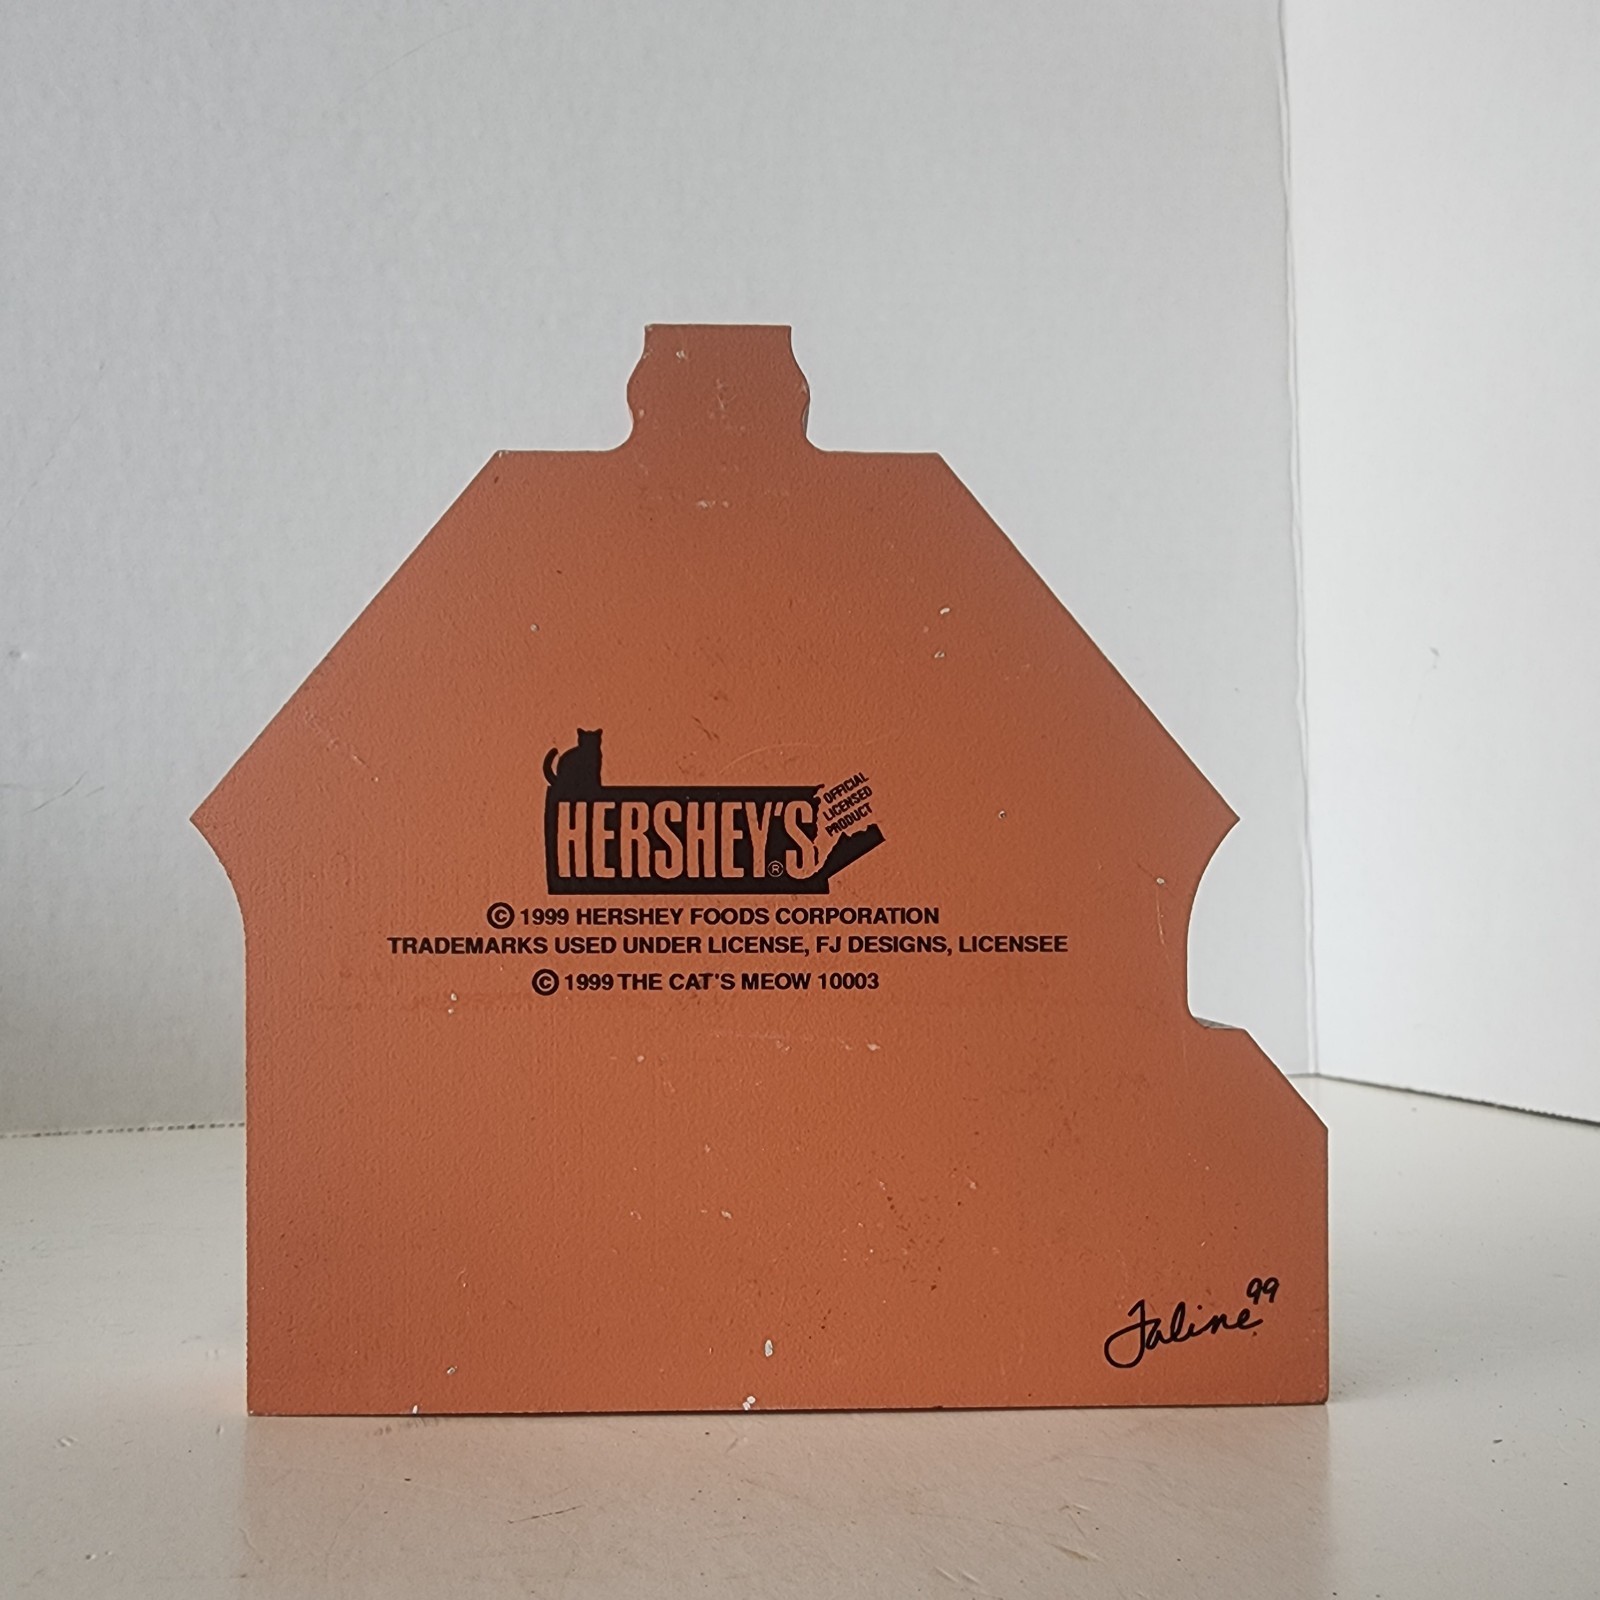 HERSHEY'S®
OFFICIAL
LICENSED
PRODUCT
© 1999 HERSHEY FOODS CORPORATION
TRADEMARKS USED UNDER LICENSE, FJ DESIGNS, LICENSEE
© 1999 THE CAT'S MEOW 10003
Faline 99